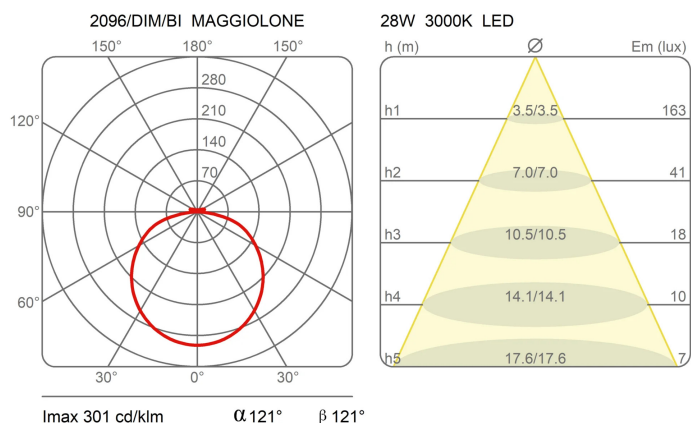 2096/DIM/BI MAGGIOLONE
150° 180° 150°
280
120°
210
140
70
90°
60°
30° 0° 30°
Imax 301 cd/klm α 121° β 121°
28W 3000K LED
h (m) Ø Em (lux)
h1 3.5/3.5 163
h2 7.0/7.0 41
h3 10.5/10.5 18
h4 14.1/14.1 10
h5 17.6/17.6 7